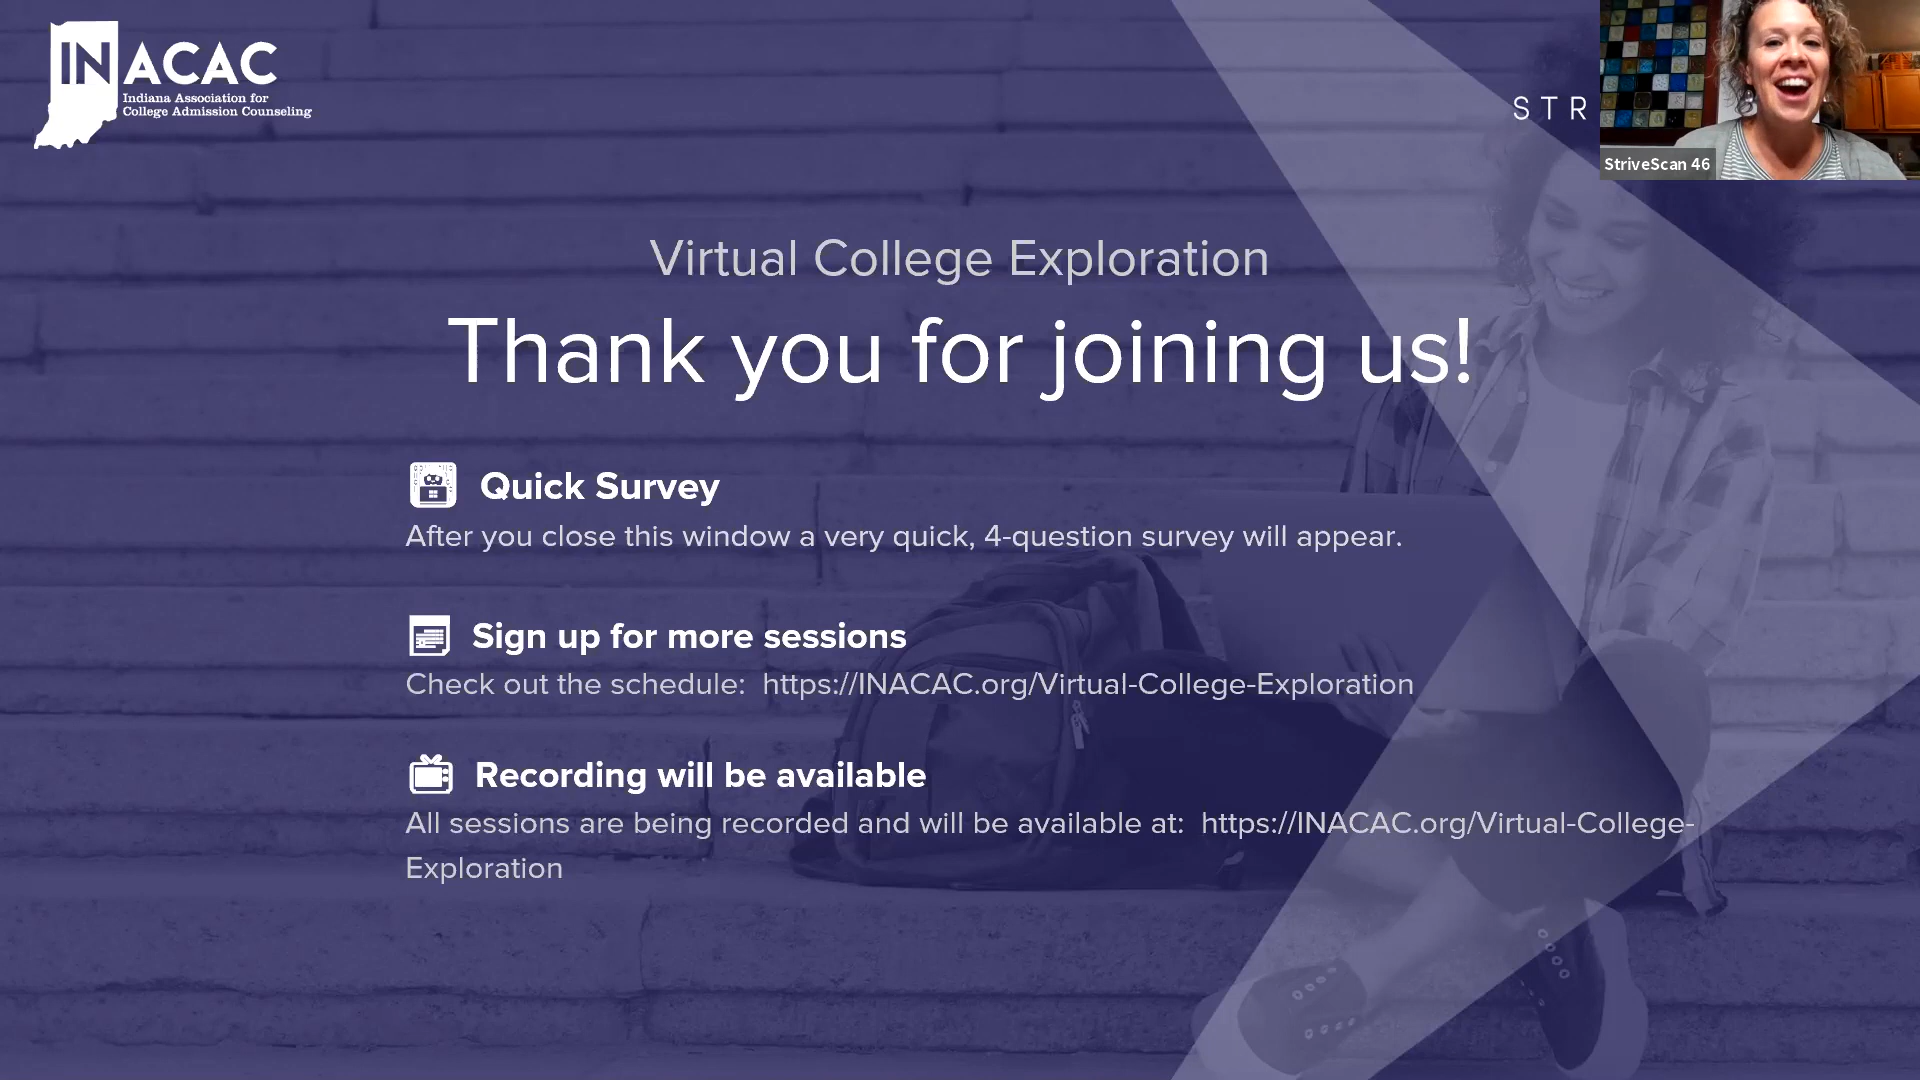 INACAC
Indiana Association for
College Admission Counseling
STR
StriveScan 46
Virtual College Exploration
Thank you for joining us!
Quick Survey
After you close this window a very quick, 4-question survey will appear.
Sign up for more sessions
Check out the schedule: https://INACAC.org/Virtual-College-Exploration
Recording will be available
All sessions are being recorded and will be available at: https://INACAC.org/Virtual-College-
Exploration